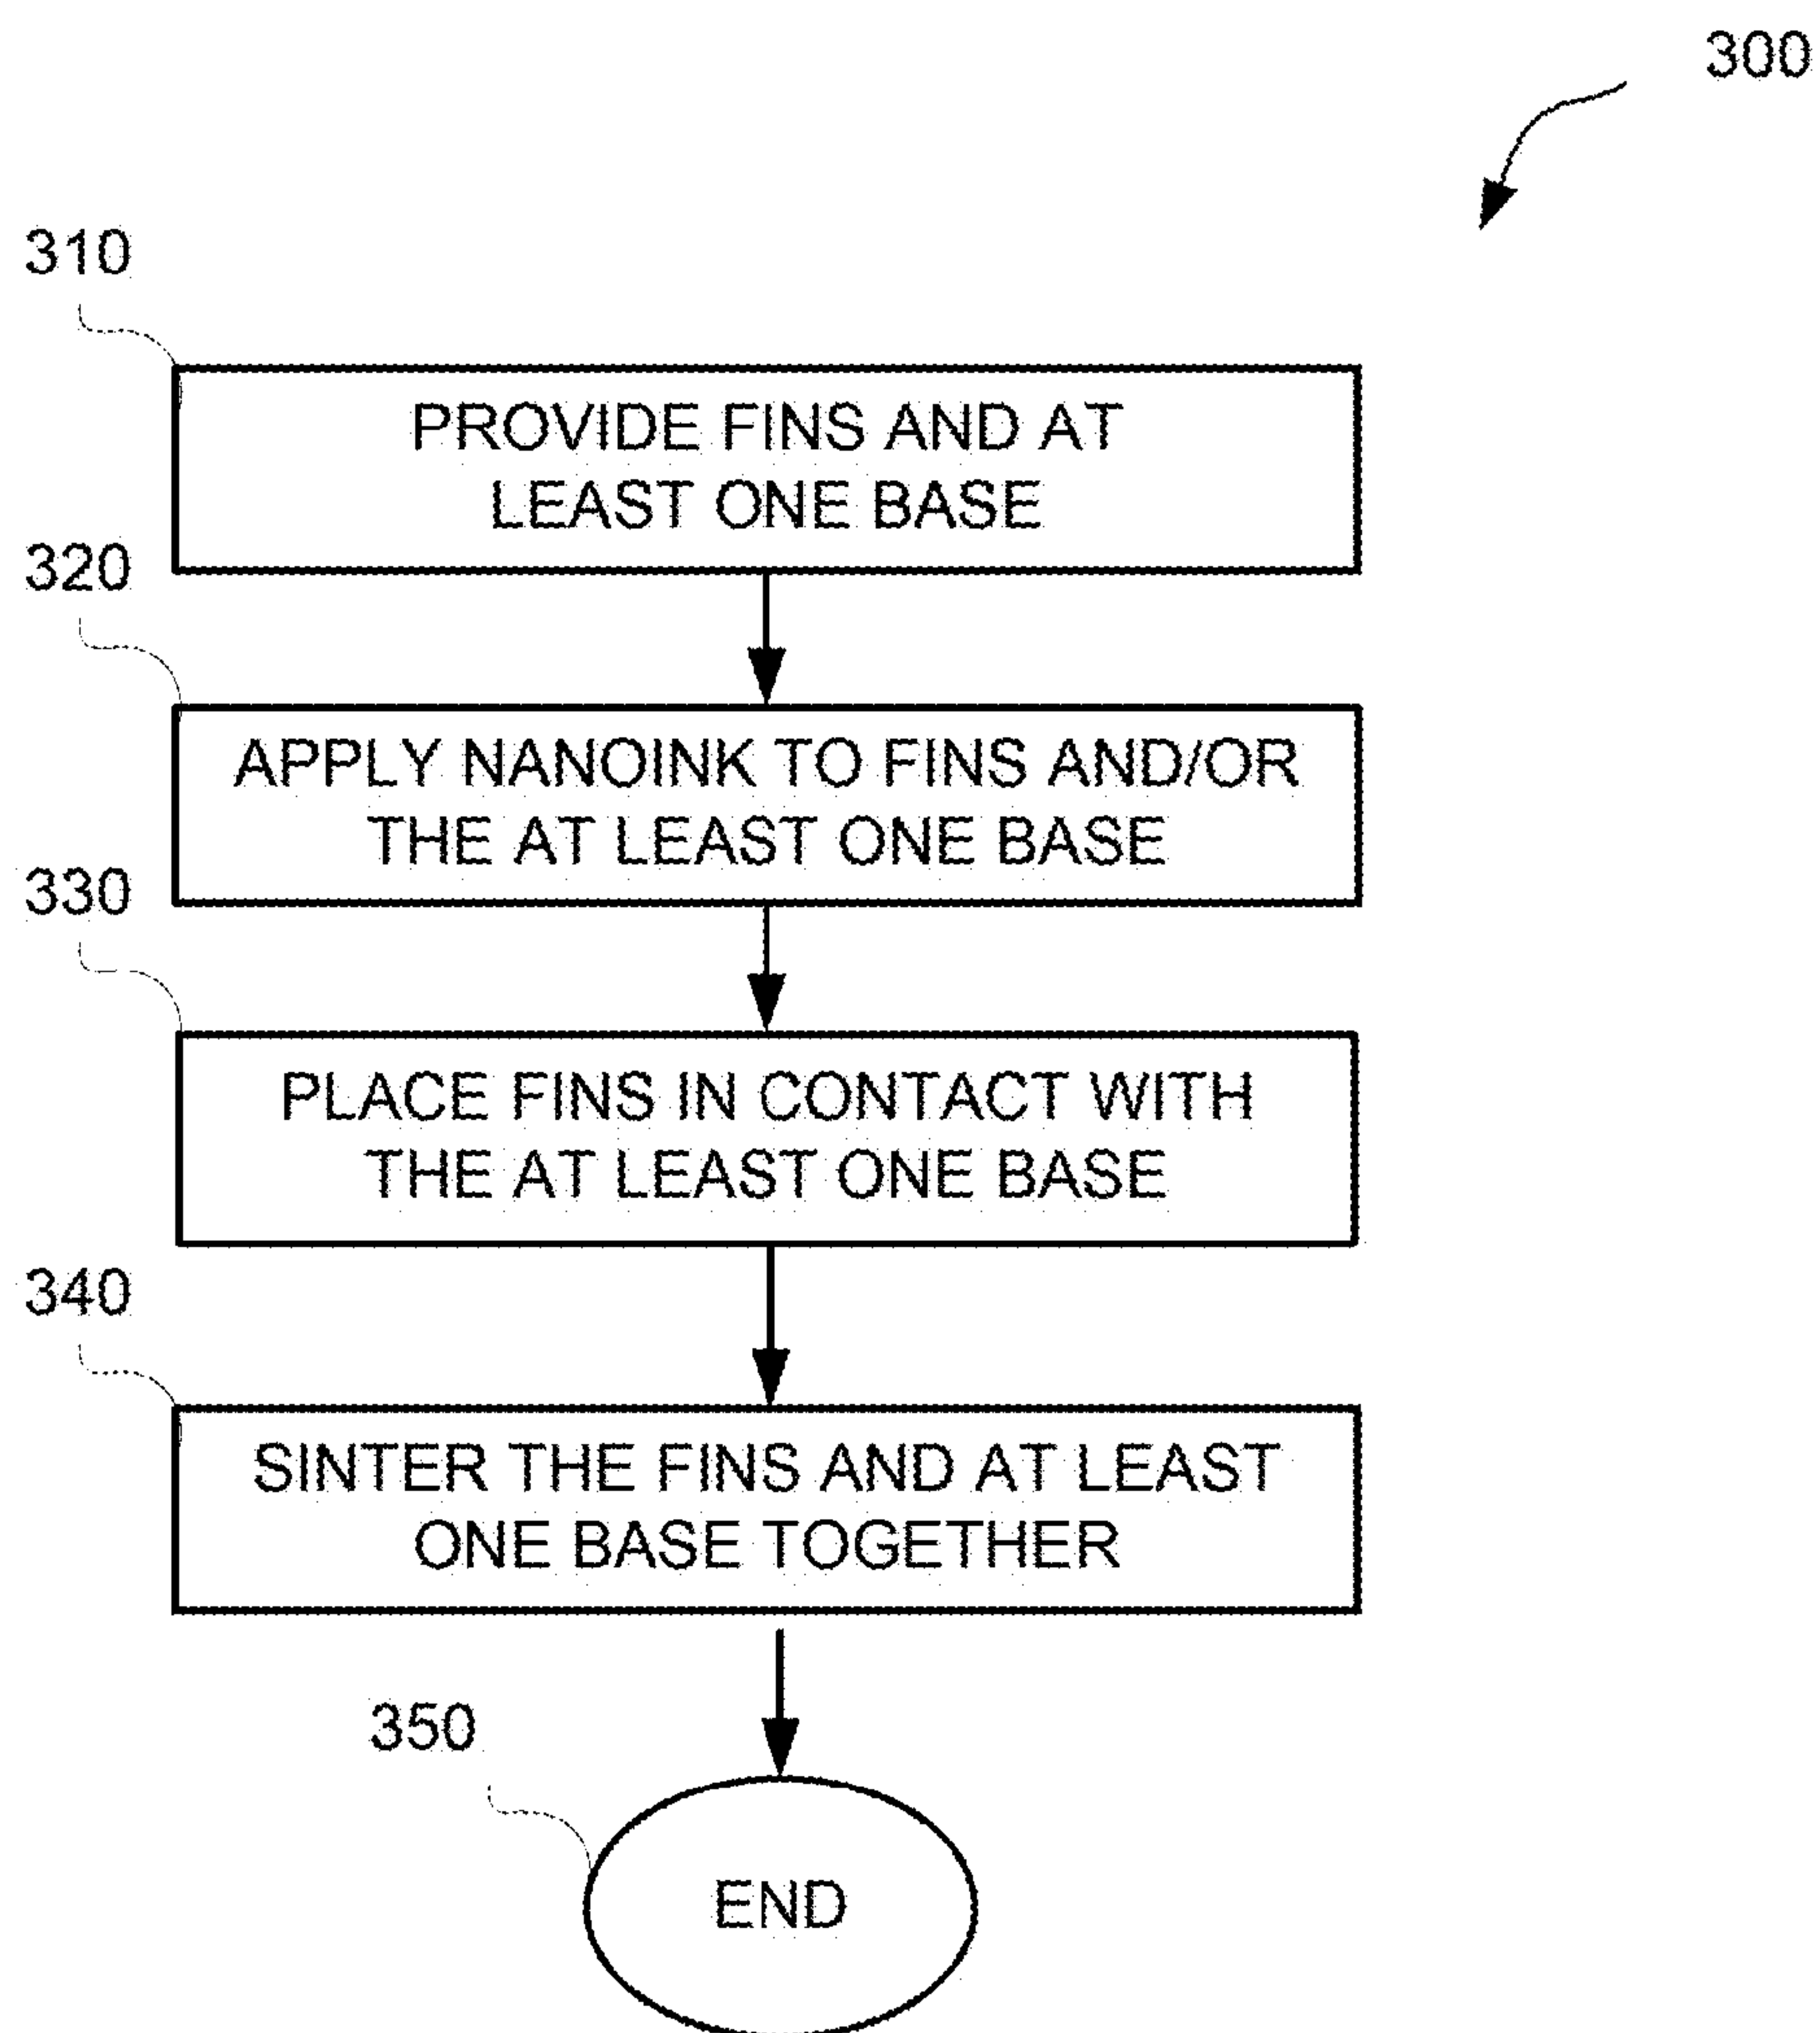 300
310
PROVIDE FINS AND AT
LEAST ONE BASE
320
APPLY NANOINK TO FINS AND/OR
THE AT LEAST ONE BASE
330
PLACE FINS IN CONTACT WITH
THE AT LEAST ONE BASE
340
SINTER THE FINS AND AT LEAST
ONE BASE TOGETHER
350
END